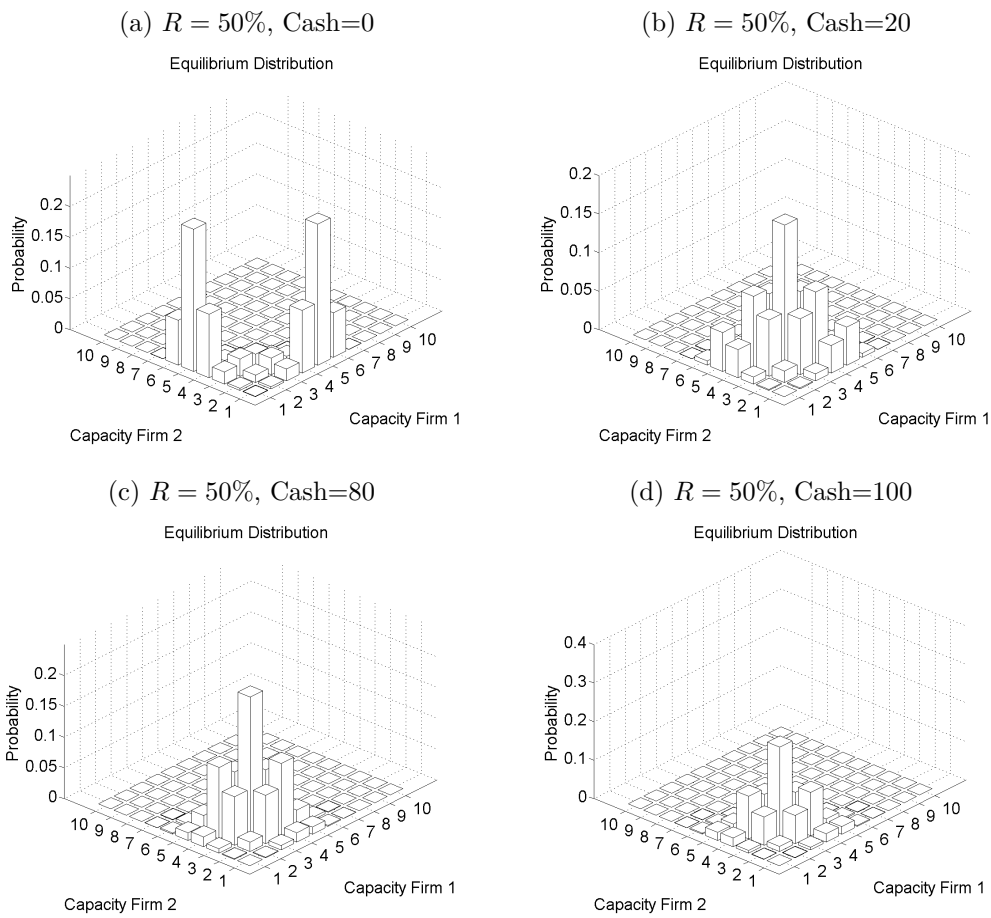 (a) R = 50%, Cash=0
Equilibrium Distribution
Probability
0.2
0.15
0.1
0.05
0
10 9 8 7 6 5 4 3 2 1
1 2 3 4 5 6 7 8 9 10
Capacity Firm 2
Capacity Firm 1
(b) R = 50%, Cash=20
Equilibrium Distribution
Probability
0.2
0.15
0.1
0.05
0
10 9 8 7 6 5 4 3 2 1
1 2 3 4 5 6 7 8 9 10
Capacity Firm 2
Capacity Firm 1
(c) R = 50%, Cash=80
Equilibrium Distribution
Probability
0.2
0.15
0.1
0.05
0
10 9 8 7 6 5 4 3 2 1
1 2 3 4 5 6 7 8 9 10
Capacity Firm 2
Capacity Firm 1
(d) R = 50%, Cash=100
Equilibrium Distribution
Probability
0.4
0.3
0.2
0.1
0
10 9 8 7 6 5 4 3 2 1
1 2 3 4 5 6 7 8 9 10
Capacity Firm 2
Capacity Firm 1